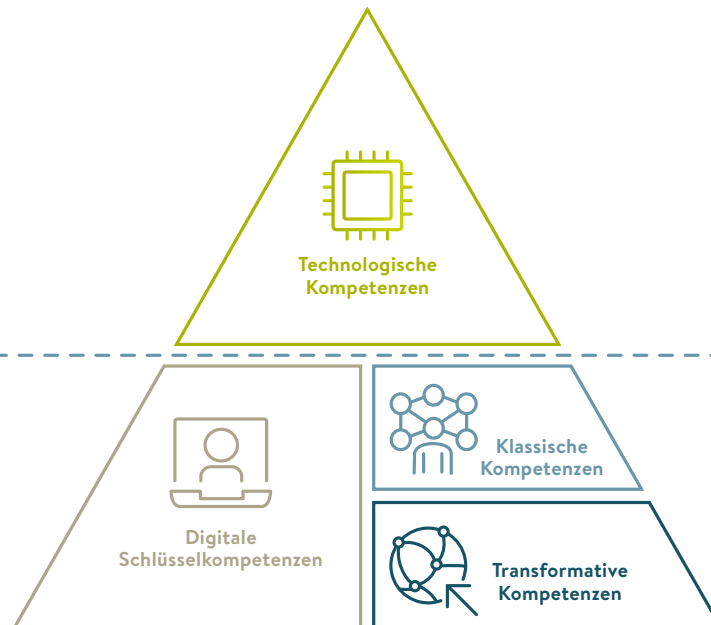 Technologische
Kompetenzen
Digitale
Schlüsselkompetenzen
Klassische
Kompetenzen
Transformative
Kompetenzen